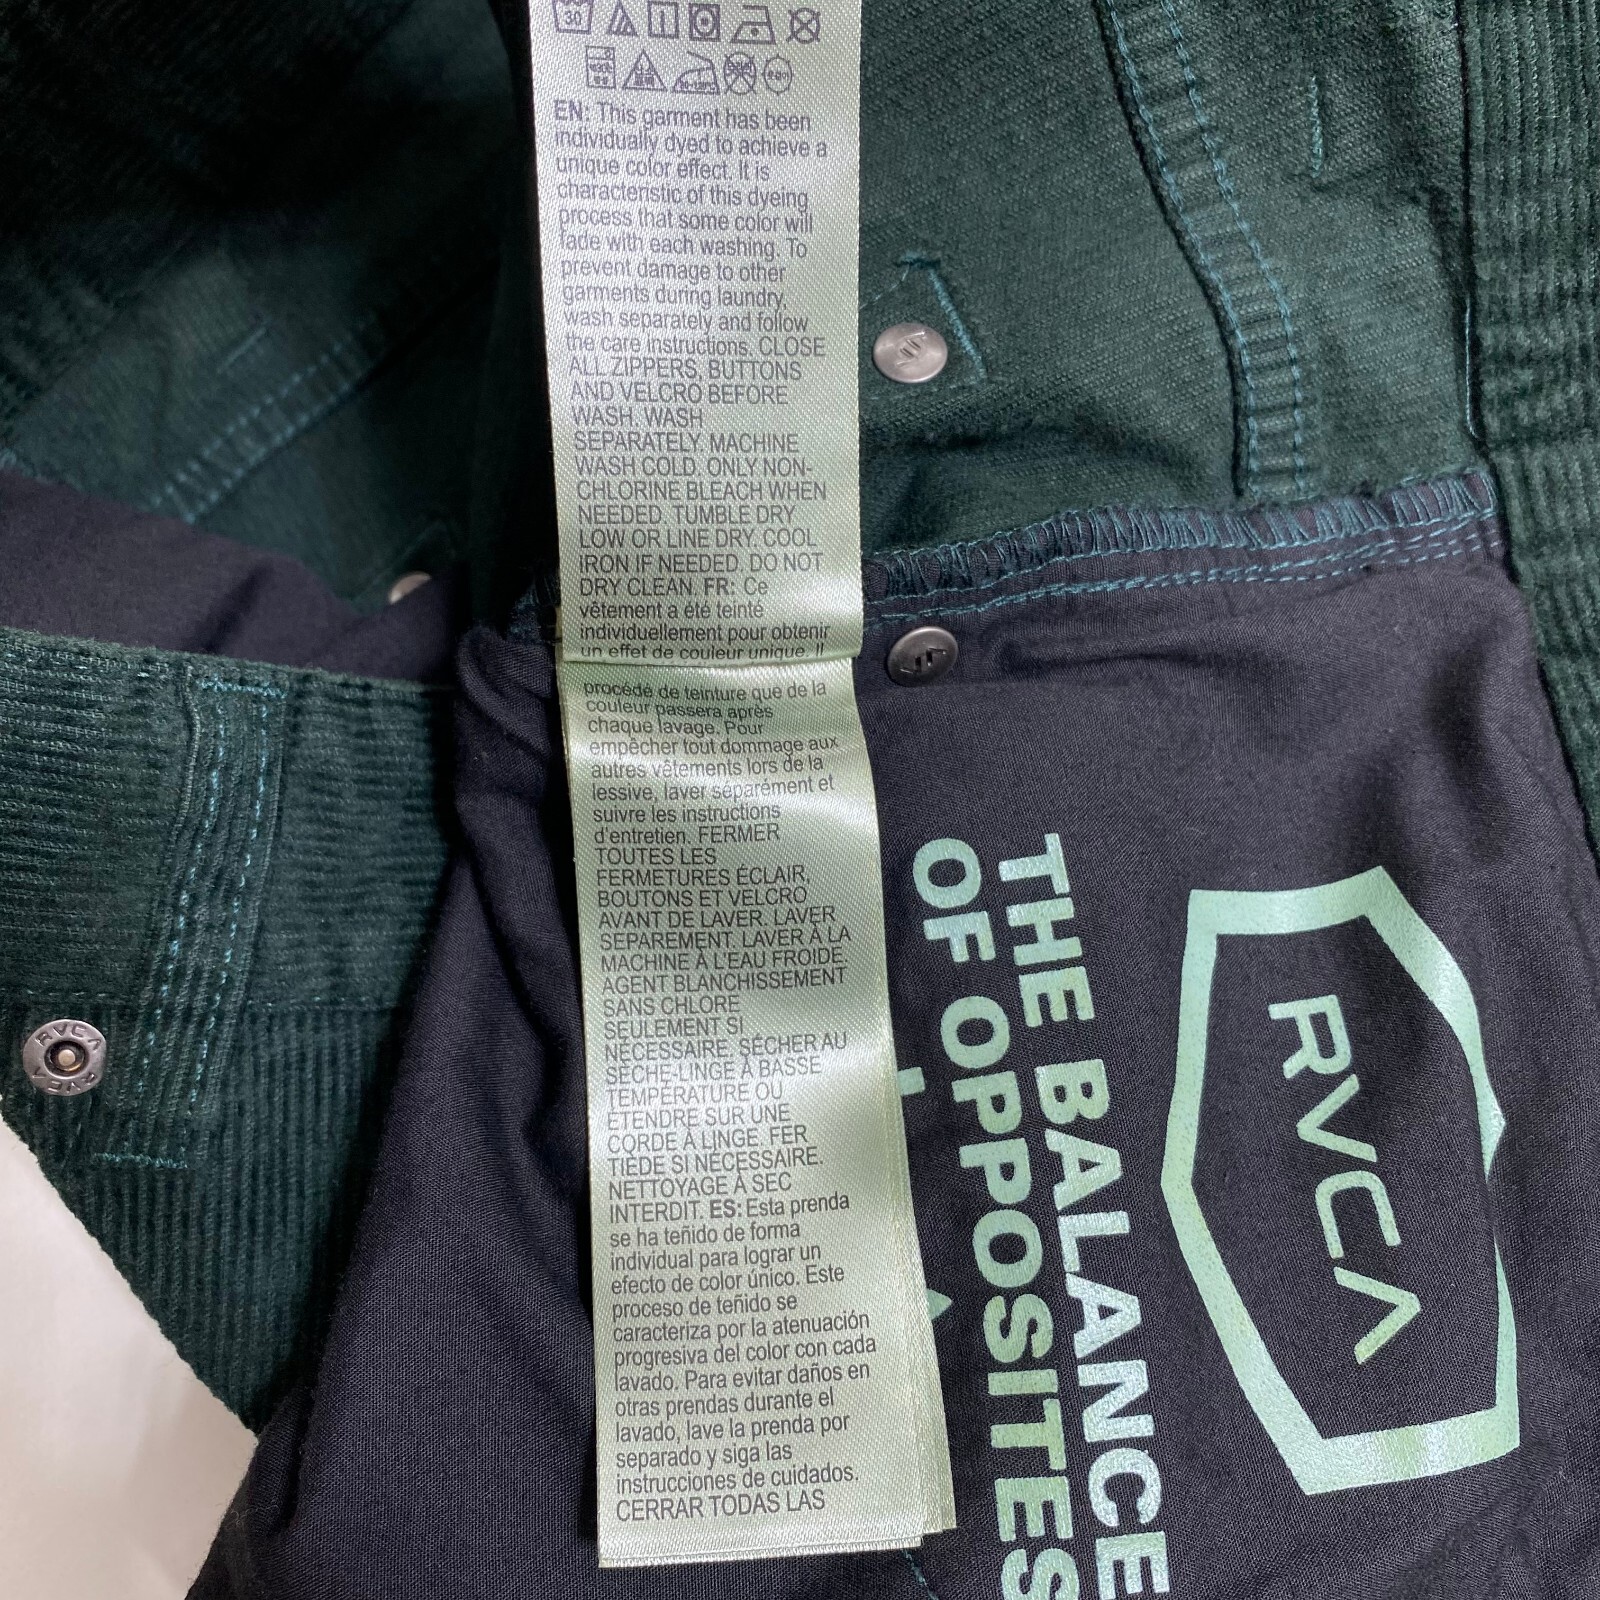 30
EN: This garment has been
individually dyed to achieve a
unique color effect. It is
characteristic of this dyeing
process that some color will
fade with each washing. To
prevent damage to other
garments during laundry,
wash separately and follow
the care instructions. CLOSE
ALL ZIPPERS, BUTTONS
AND VELCRO BEFORE
WASH. WASH
SEPARATELY. MACHINE
WASH COLD. ONLY NON-
CHLORINE BLEACH WHEN
NEEDED. TUMBLE DRY
LOW OR LINE DRY. COOL
IRON IF NEEDED. DO NOT
DRY CLEAN. FR: Ce
vêtement a été teinté
individuellement pour obtenir
un effet de couleur unique. Il
procédé de teinture que de la
couleur passera après
chaque lavage. Pour
empêcher tout dommage aux
autres vêtements lors de la
lessive, laver séparément et
suivre les instructions
d'entretien. FERMER
TOUTES LES
FERMETURES ÉCLAIR,
BOUTONS ET VELCRO
AVANT DE LAVER. LAVER
SEPAREMENT. LAVER À LA
MACHINE À L'EAU FROIDE.
AGENT BLANCHISSEMENT
SANS CHLORE
SEULEMENT SI
NÉCESSAIRE. SÉCHER AU
SÈCHE-LINGE À BASSE
TEMPÉRATURE OU
ÉTENDRE SUR UNE
CORDE À LINGE. FER
TIEDE SI NÉCESSAIRE.
NETTOYAGE À SEC
INTERDIT. ES: Esta prenda
se ha teñido de forma
individual para lograr un
efecto de color único. Este
proceso de teñido se
caracteriza por la atenuación
progresiva del color con cada
lavado. Para evitar daños en
otras prendas durante el
lavado, lave la prenda por
separado y siga las
instrucciones de cuidados.
CERRAR TODAS LAS
RVCA
RVCA
THE BALANCE
OF OPPOSITES
RVCA